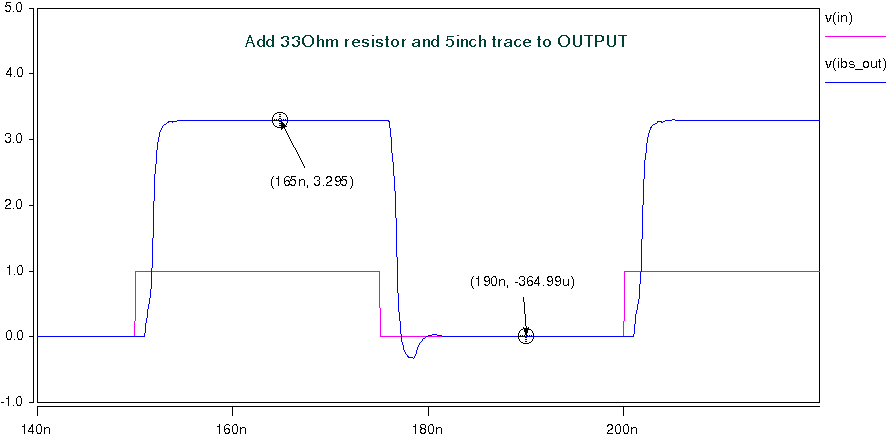 5.0
v(in)
Add 33Ohm resistor and 5inch trace to OUTPUT
v(ibs_out)
4.0
3.0
(165n, 3.295)
2.0
(190n, -364.99u)
1.0
0.0
-1.0
140n 160n 180n 200n